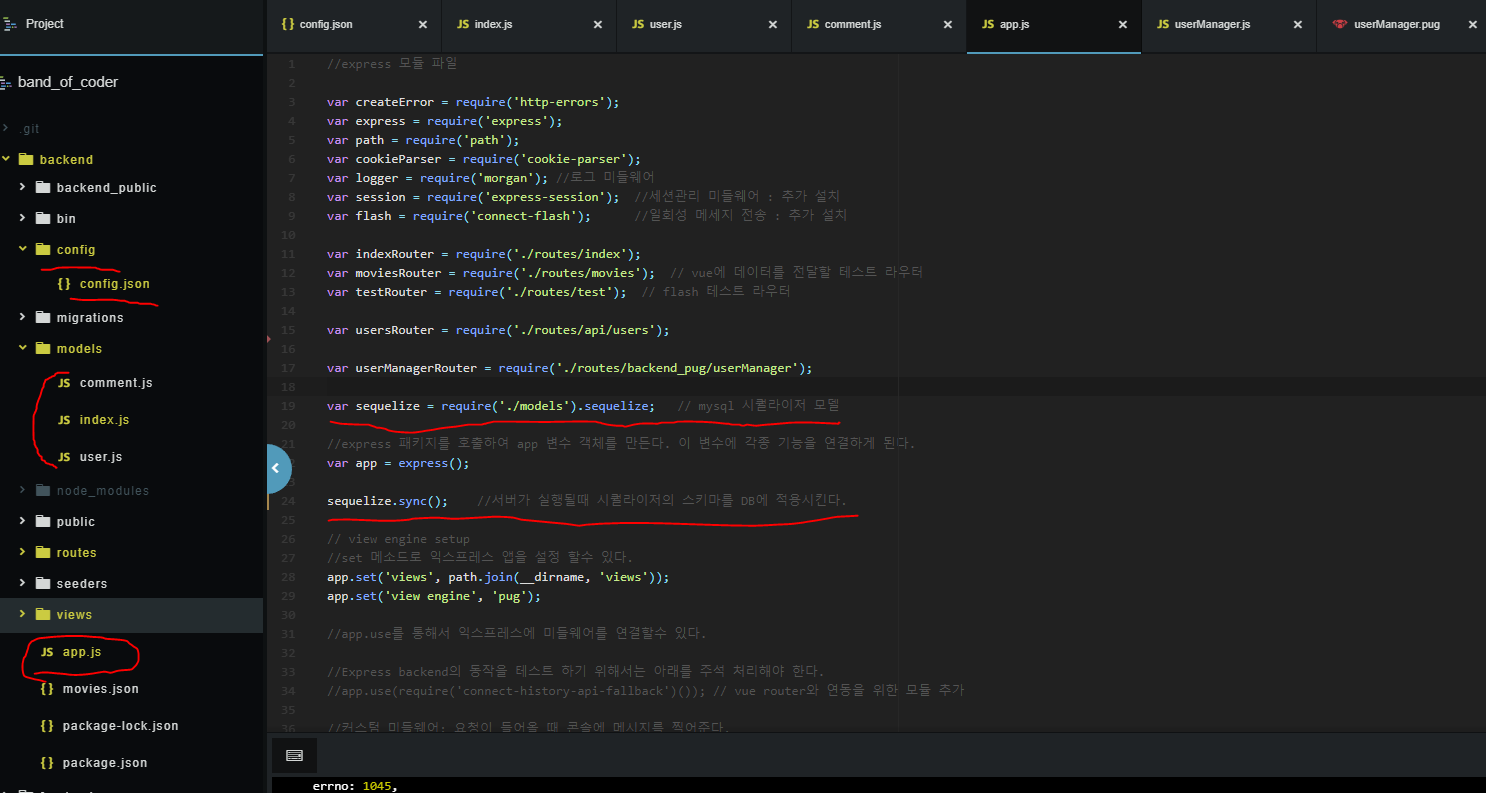 Project
config.json
index.js
user.js
comment.js
app.js
userManager.js
userManager.pug
band_of_coder
.git
backend
backend_public
bin
config
{} config.json
migrations
models
JS comment.js
JS index.js
JS user.js
node_modules
public
routes
seeders
views
JS app.js
{} movies.json
{} package-lock.json
{} package.json
1 //express 모듈 파일
2
3 var createError = require('http-errors');
4 var express = require('express');
5 var path = require('path');
6 var cookieParser = require('cookie-parser');
7 var logger = require('morgan'); //로그 미들웨어
8 var session = require('express-session'); //세션관리 미들웨어 : 추가 설치
9 var flash = require('connect-flash'); //일회성 메세지 전송 : 추가 설치
10
11 var indexRouter = require('./routes/index');
12 var moviesRouter = require('./routes/movies'); // vue에 데이터를 전달할 테스트 라우터
13 var testRouter = require('./routes/test'); // flash 테스트 라우터
14
15 var usersRouter = require('./routes/api/users');
16
17 var userManagerRouter = require('./routes/backend_pug/userManager');
18
19 var sequelize = require('./models').sequelize; // mysql 시퀄라이저 모델
20
21 //express 패키지를 호출하여 app 변수 객체를 만든다. 이 변수에 각종 기능을 연결하게 된다.
var app = express();
24 sequelize.sync(); //서버가 실행될때 시퀄라이저의 스키마를 DB에 적용시킨다.
25
26 // view engine setup
27 //set 메소드로 익스프레스 앱을 설정 할수 있다.
28 app.set('views', path.join(__dirname, 'views'));
29 app.set('view engine', 'pug');
30
31 //app.use를 통해서 익스프레스에 미들웨어를 연결할수 있다.
32
33 //Express backend의 동작을 테스트 하기 위해서는 아래를 주석 처리해야 한다.
34 //app.use(require('connect-history-api-fallback')()); // vue router와 연동을 위한 모듈 추가
35
36 //커스텀 미들웨어: 요청이 들어올 때 콘솔에 메시지를 찍어준다.
errno: 1045,